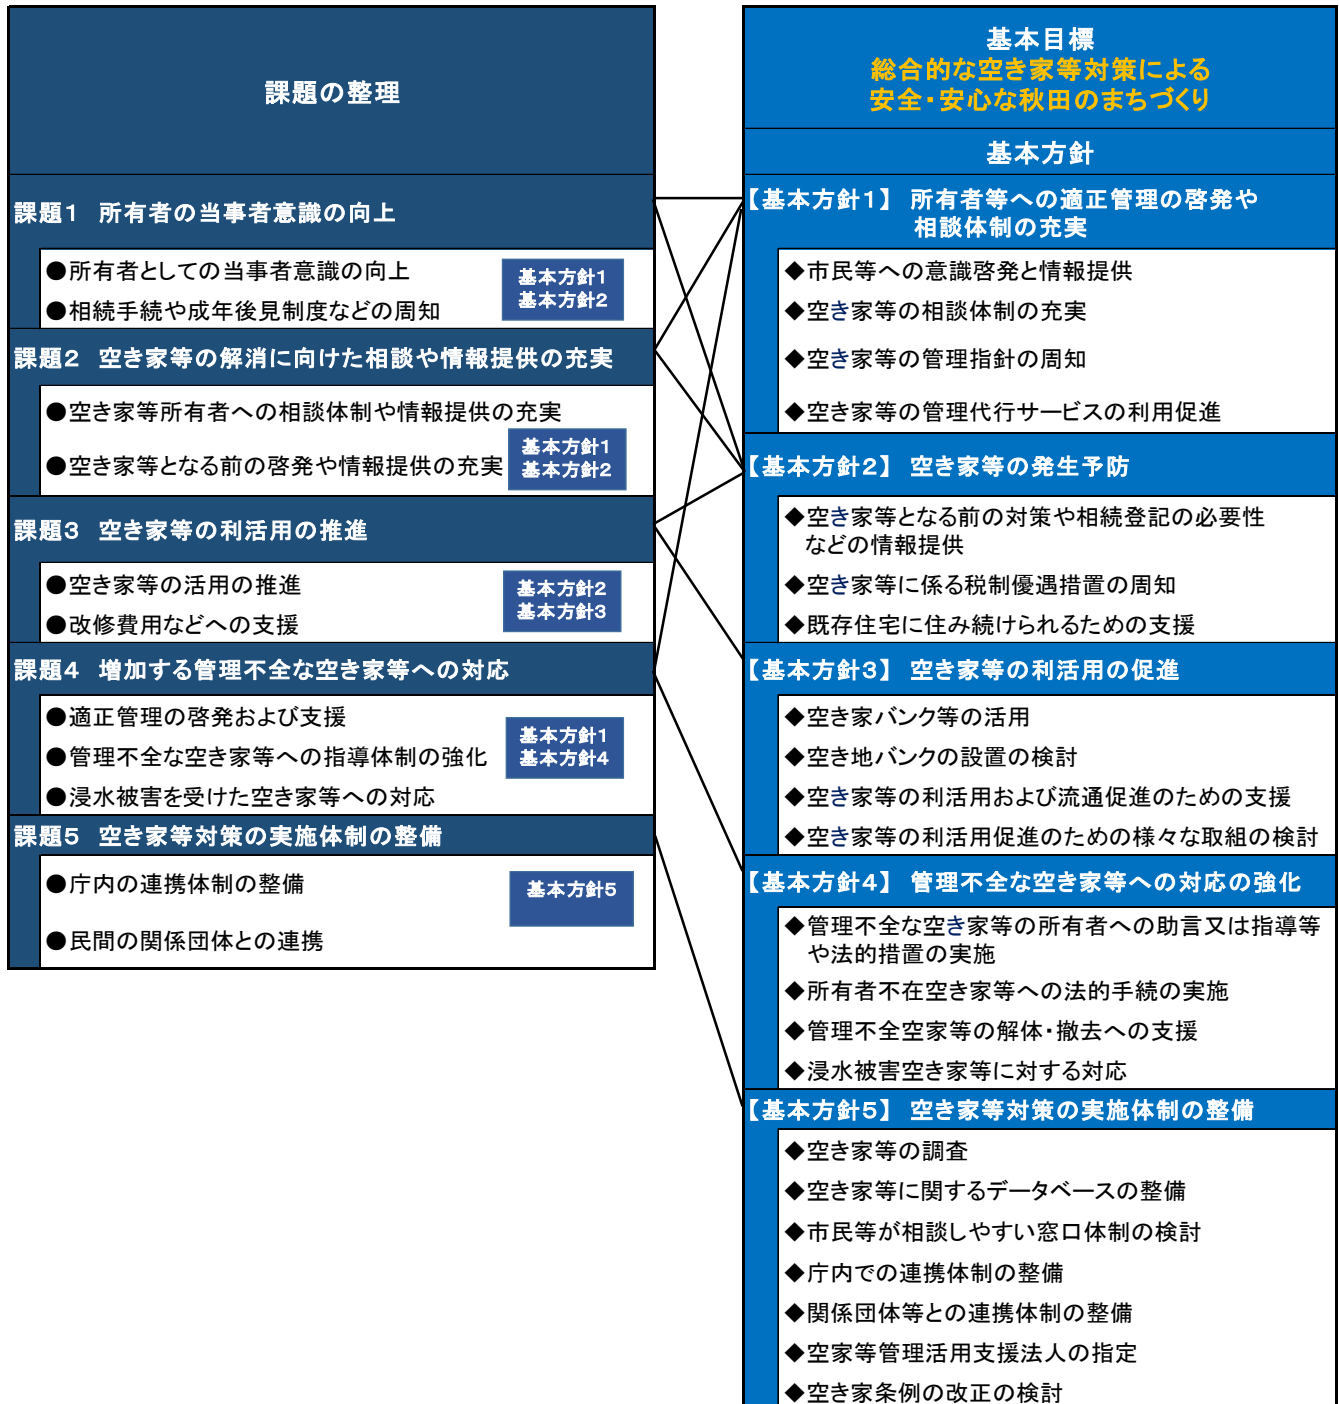 課題の整理
課題１　所有者の当事者意識の向上
●所有者としての当事者意識の向上
●相続手続や成年後見制度などの周知
基本方針1
基本方針2
課題２　空き家等の解消に向けた相談や情報提供の充実
●空き家等所有者への相談体制や情報提供の充実
●空き家等となる前の啓発や情報提供の充実
基本方針1
基本方針2
課題３　空き家等の利活用の推進
●空き家等の活用の推進
●改修費用などへの支援
基本方針2
基本方針3
課題４　増加する管理不全な空き家等への対応
●適正管理の啓発および支援
●管理不全な空き家等への指導体制の強化
●浸水被害を受けた空き家等への対応
基本方針1
基本方針4
課題５　空き家等対策の実施体制の整備
●庁内の連携体制の整備
●民間の関係団体との連携
基本方針5
基本目標
総合的な空き家等対策による
安全・安心な秋田のまちづくり
基本方針
【基本方針１】　所有者等への適正管理の啓発や
相談体制の充実
◆市民等への意識啓発と情報提供
◆空き家等の相談体制の充実
◆空き家等の管理指針の周知
◆空き家等の管理代行サービスの利用促進
【基本方針２】　空き家等の発生予防
◆空き家等となる前の対策や相続登記の必要性
などの情報提供
◆空き家等に係る税制優遇措置の周知
◆既存住宅に住み続けられるための支援
【基本方針３】　空き家等の利活用の促進
◆空き家バンク等の活用
◆空き地バンクの設置の検討
◆空き家等の利活用および流通促進のための支援
◆空き家等の利活用促進のための様々な取組の検討
【基本方針４】　管理不全な空き家等への対応の強化
◆管理不全な空き家等の所有者への助言又は指導等
や法的措置の実施
◆所有者不在空き家等への法的手続の実施
◆管理不全空家等の解体・撤去への支援
◆浸水被害空き家等に対する対応
【基本方針５】　空き家等対策の実施体制の整備
◆空き家等の調査
◆空き家等に関するデータベースの整備
◆市民等が相談しやすい窓口体制の検討
◆庁内での連携体制の整備
◆関係団体等との連携体制の整備
◆空家等管理活用支援法人の指定
◆空き家条例の改正の検討